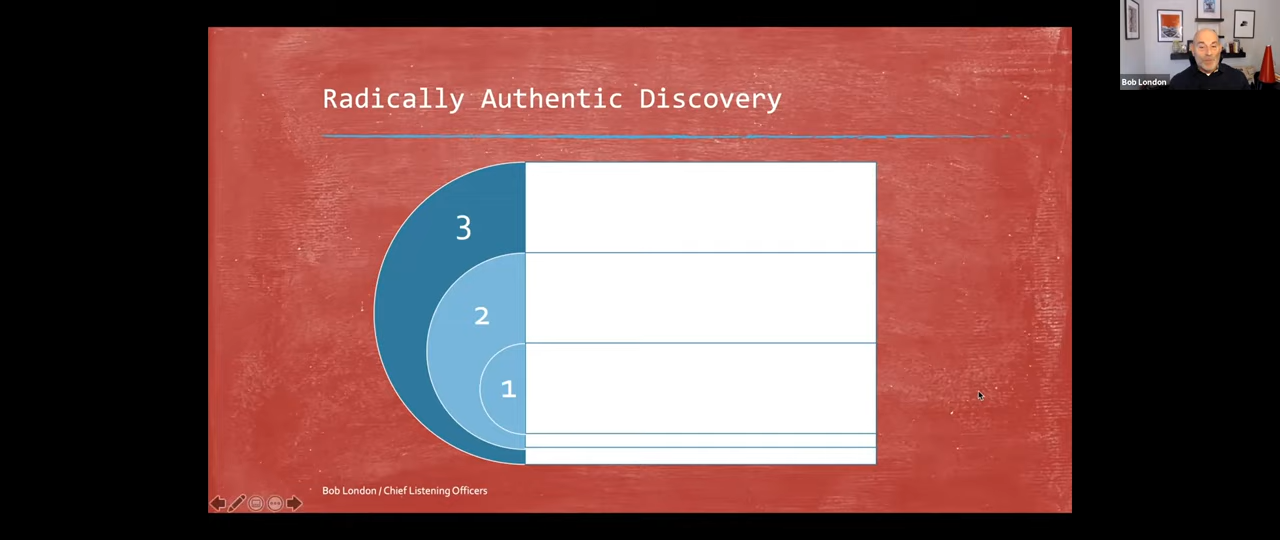 Radically Authentic Discovery
Bob London
3
2
1
Bob London / Chief Listening Officers